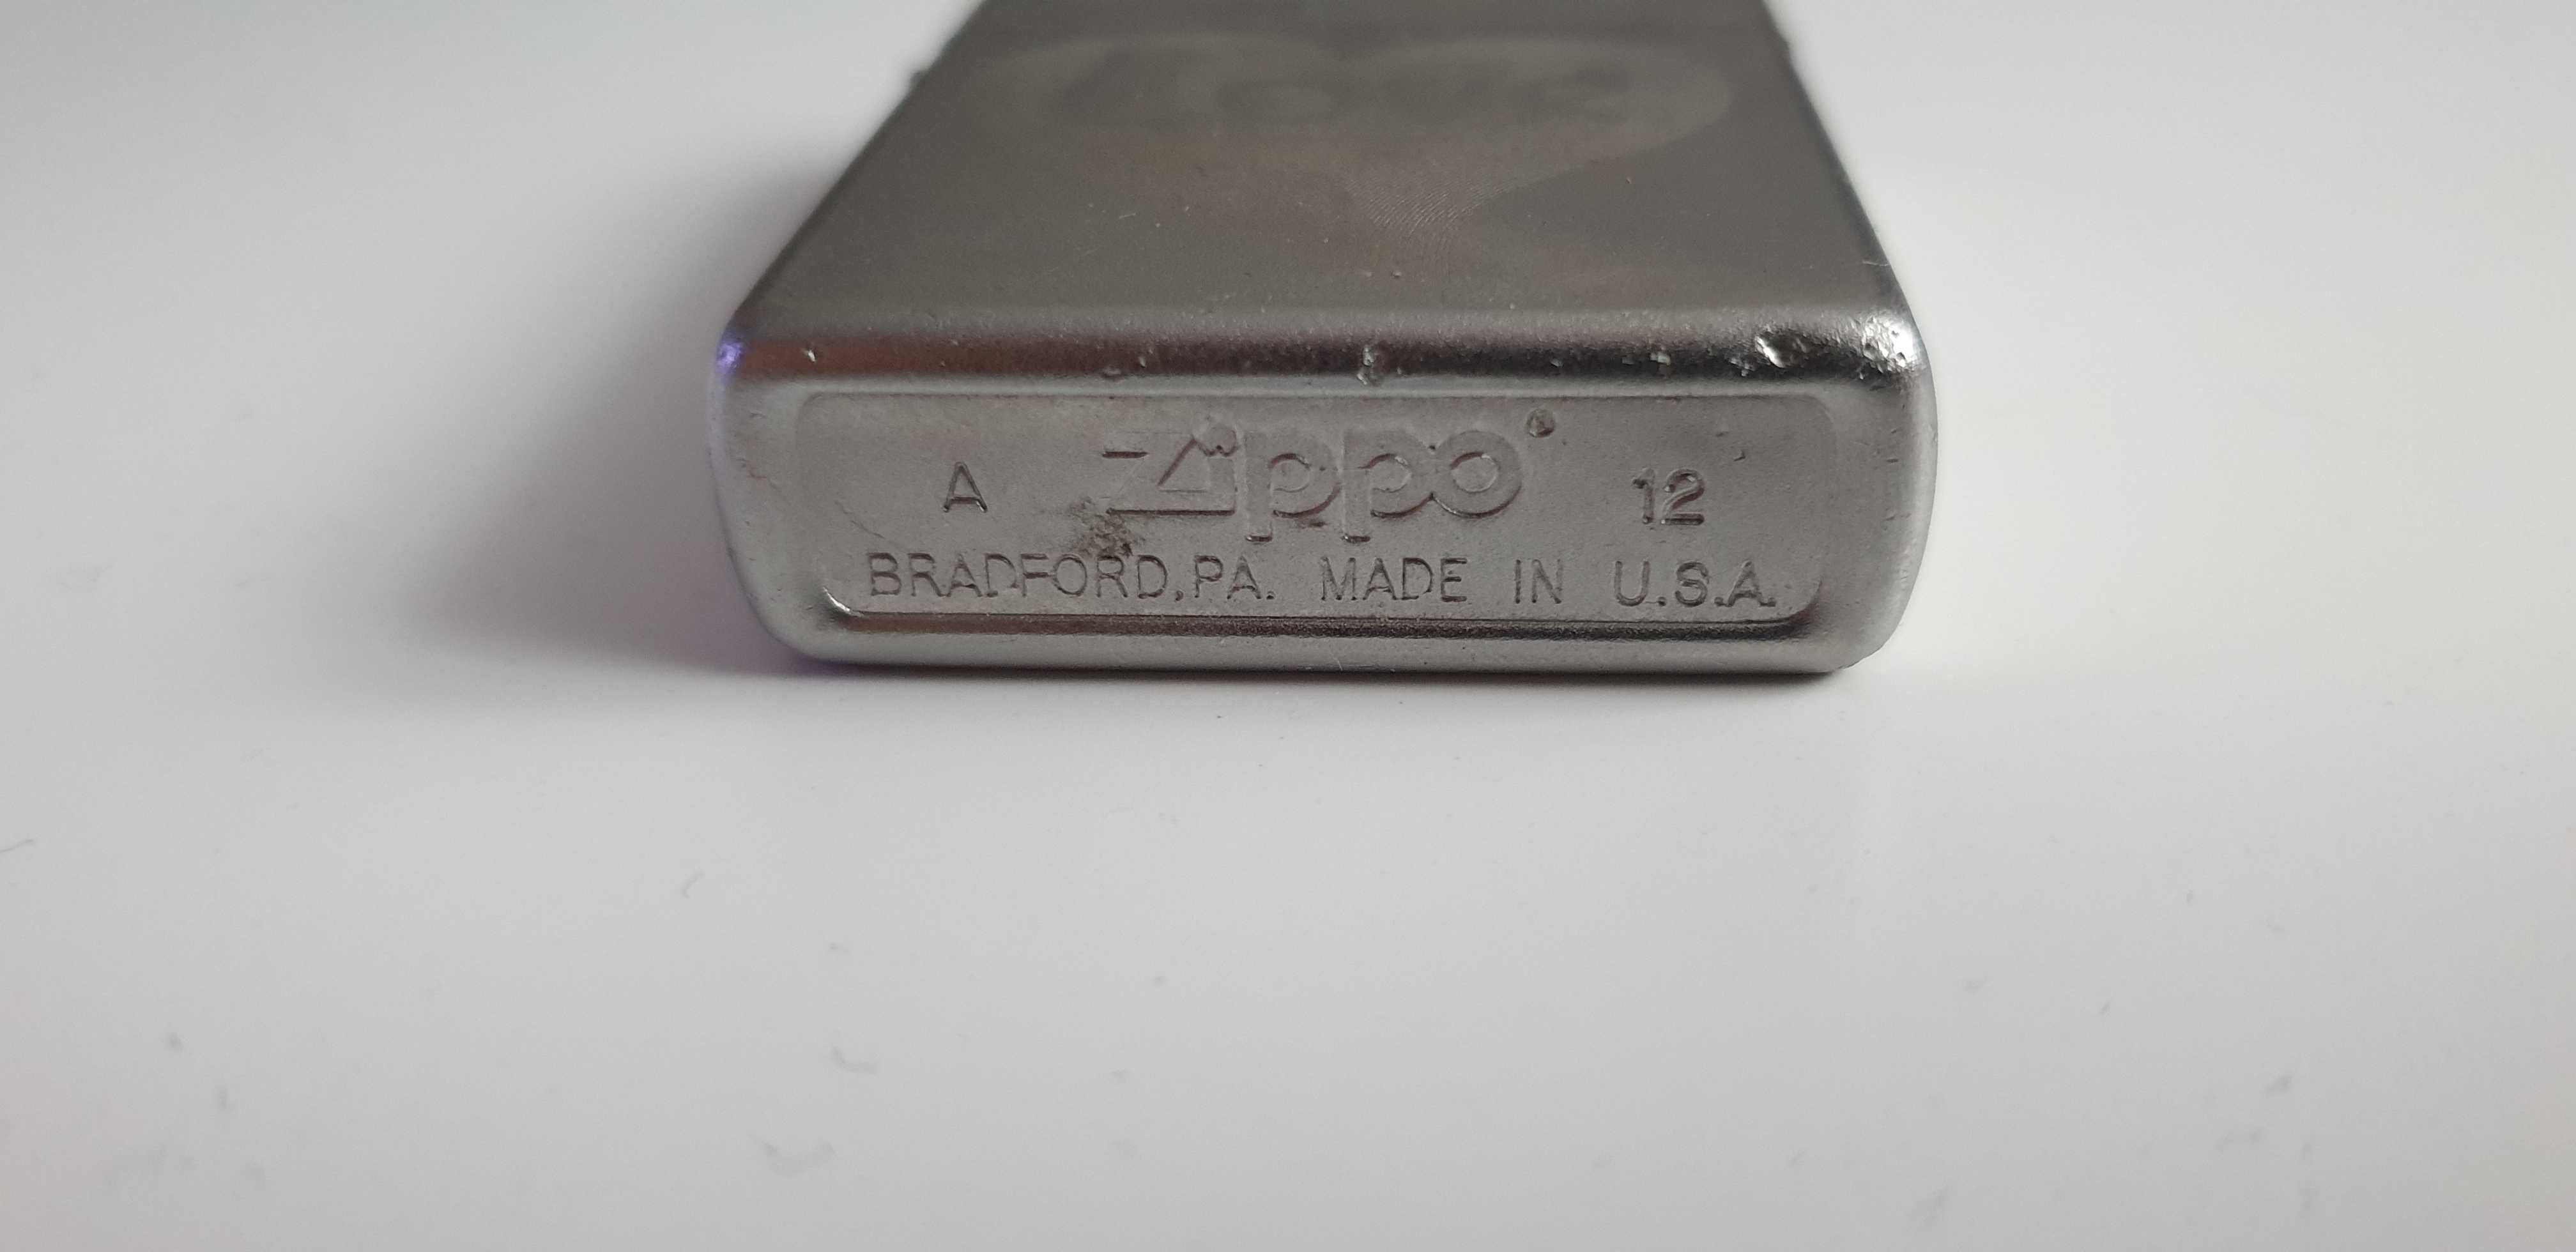 A Zippo® 12
BRADFORD,PA. MADE IN U.S.A.